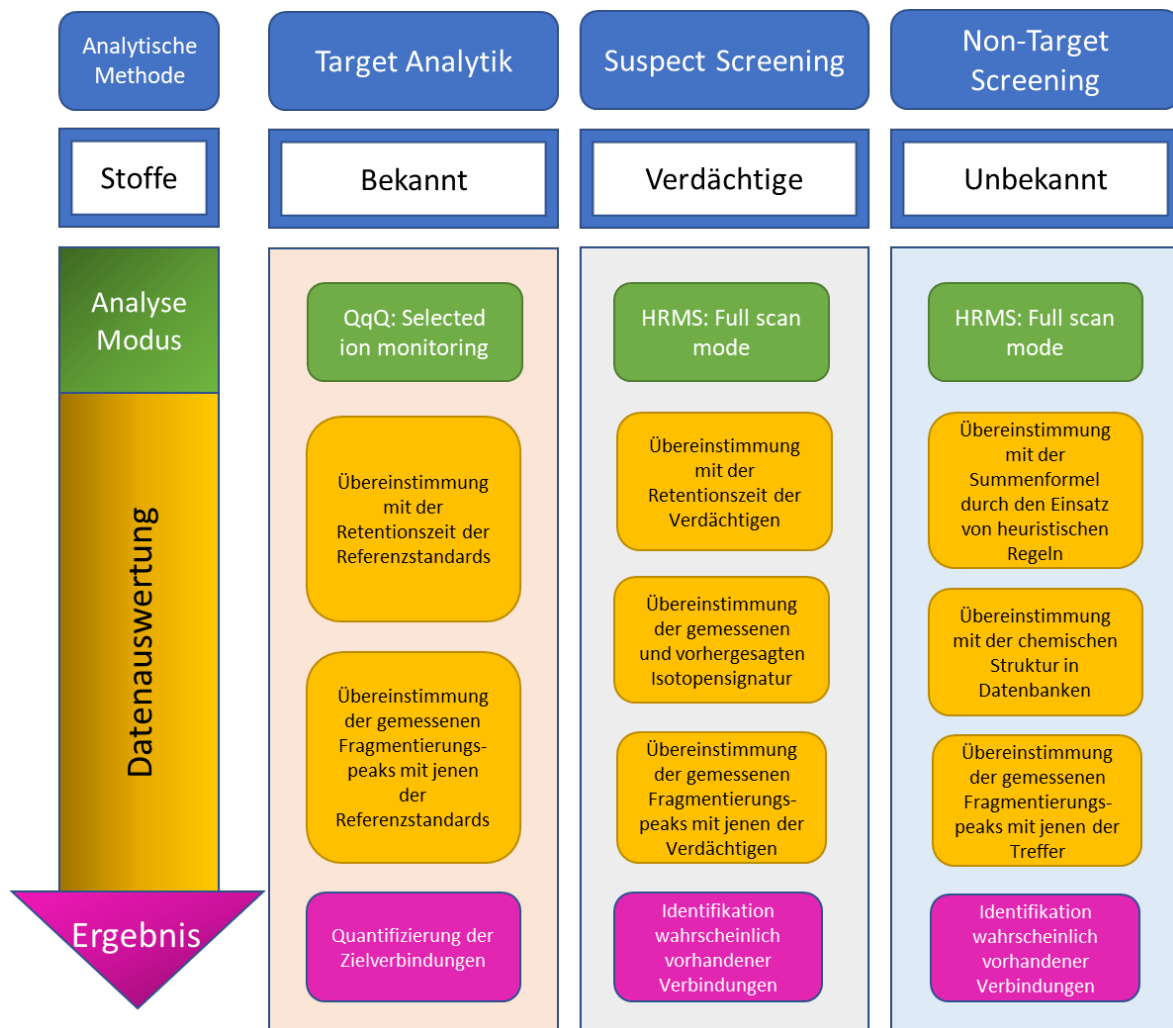 Analytische
Methode
Target Analytik
Suspect Screening
Non-Target
Screening
Stoffe
Bekannt
Verdächtige
Unbekannt
Analyse
Modus
QqQ: Selected
ion monitoring
HRMS: Full scan
mode
HRMS: Full scan
mode
Datenauswertung
Übereinstimmung
mit der
Retentionszeit der
Referenzstandards
Übereinstimmung
mit der
Retentionszeit der
Verdächtigen
Übereinstimmung
mit der
Summenformel
durch den Einsatz
von heuristischen
Regeln
Übereinstimmung
der gemessenen
und vorhergesagten
Isotopensignatur
Übereinstimmung
mit der chemischen
Struktur in
Datenbanken
Übereinstimmung
der gemessenen
Fragmentierungs-
peaks mit jenen
der
Referenzstandards
Übereinstimmung
der gemessenen
Fragmentierungs-
peaks mit jenen der
Verdächtigen
Übereinstimmung
der gemessenen
Fragmentierungs-
peaks mit jenen der
Treffer
Ergebnis
Quantifizierung der
Zielverbindungen
Identifikation
wahrscheinlich
vorhandener
Verbindungen
Identifikation
wahrscheinlich
vorhandener
Verbindungen